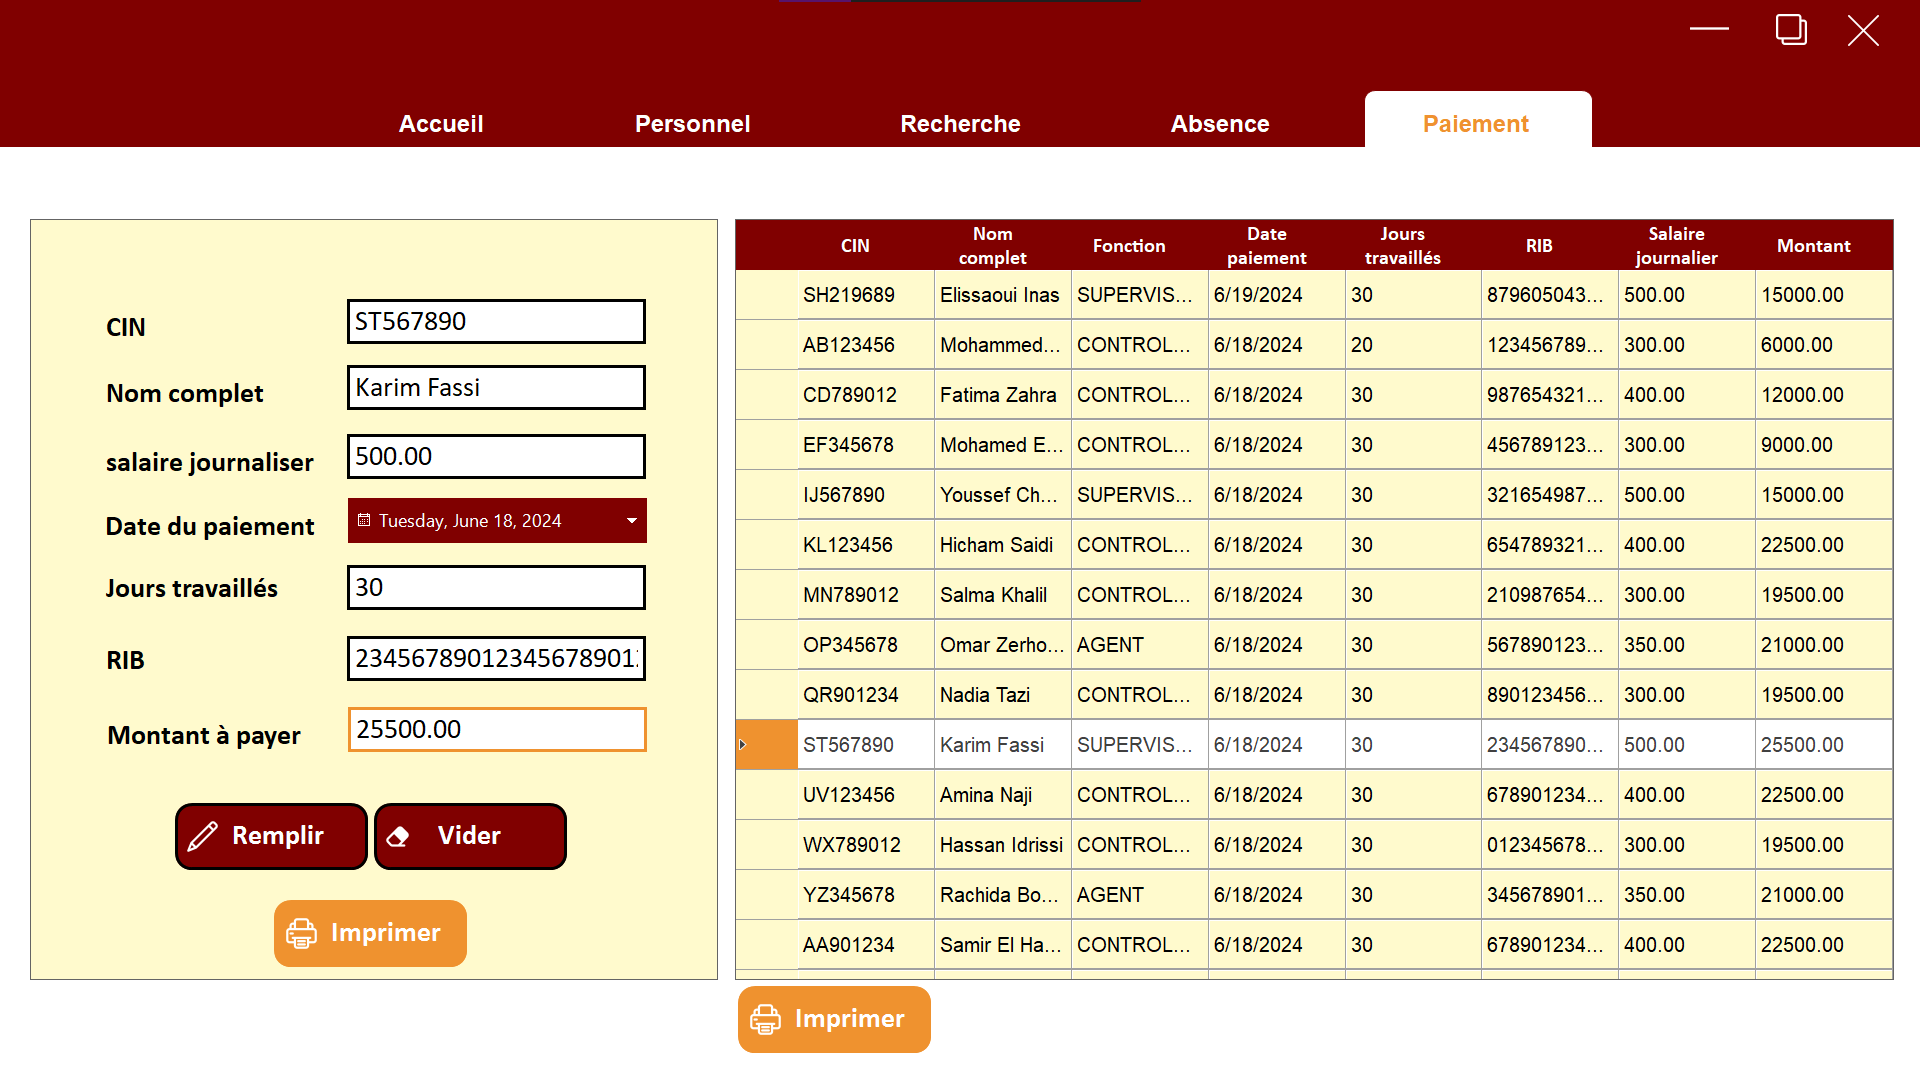 Accueil Personnel Recherche Absence Paiement
CIN ST567890
Nom complet Karim Fassi
salaire journaliser 500.00
Date du paiement Tuesday, June 18, 2024
Jours travaillés 30
RIB 23456789012345678901
Montant à payer 25500.00
Remplir Vider
Imprimer
CIN Nom complet Fonction Date paiement Jours travaillés RIB Salaire journalier Montant
SH219689 Elissaoui Inas SUPERVIS... 6/19/2024 30 879605043... 500.00 15000.00
AB123456 Mohammed... CONTROL... 6/18/2024 20 123456789... 300.00 6000.00
CD789012 Fatima Zahra CONTROL... 6/18/2024 30 987654321... 400.00 12000.00
EF345678 Mohamed E... CONTROL... 6/18/2024 30 456789123... 300.00 9000.00
IJ567890 Youssef Ch... SUPERVIS... 6/18/2024 30 321654987... 500.00 15000.00
KL123456 Hicham Saidi CONTROL... 6/18/2024 30 654789321... 400.00 22500.00
MN789012 Salma Khalil CONTROL... 6/18/2024 30 210987654... 300.00 19500.00
OP345678 Omar Zerho... AGENT 6/18/2024 30 567890123... 350.00 21000.00
QR901234 Nadia Tazi CONTROL... 6/18/2024 30 890123456... 300.00 19500.00
ST567890 Karim Fassi SUPERVIS... 6/18/2024 30 234567890... 500.00 25500.00
UV123456 Amina Naji CONTROL... 6/18/2024 30 678901234... 400.00 22500.00
WX789012 Hassan Idrissi CONTROL... 6/18/2024 30 012345678... 300.00 19500.00
YZ345678 Rachida Bo... AGENT 6/18/2024 30 345678901... 350.00 21000.00
AA901234 Samir El Ha... CONTROL... 6/18/2024 30 678901234... 400.00 22500.00
Imprimer